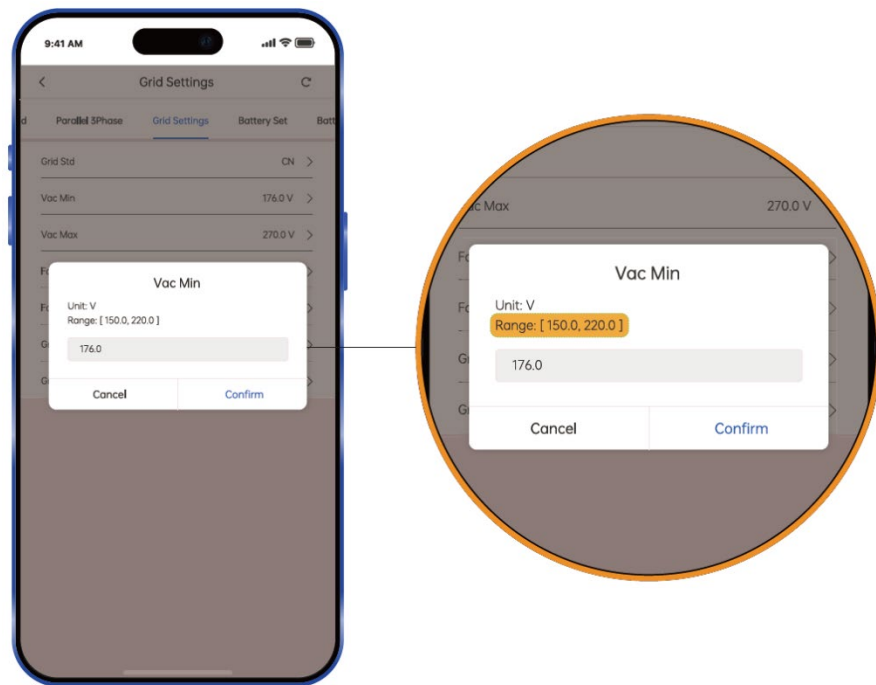 9:41 AM
Grid Settings
d Parallel 3Phase Grid Settings Battery Set Batt
Grid Std CN
Vac Min 176.0 V
Vac Max 270.0 V
Vac Min
Unit: V
Range: [ 150.0, 220.0 ]
176.0
Cancel Confirm
c Max 270.0 V
Vac Min
Unit: V
Range: [ 150.0, 220.0 ]
176.0
Cancel Confirm